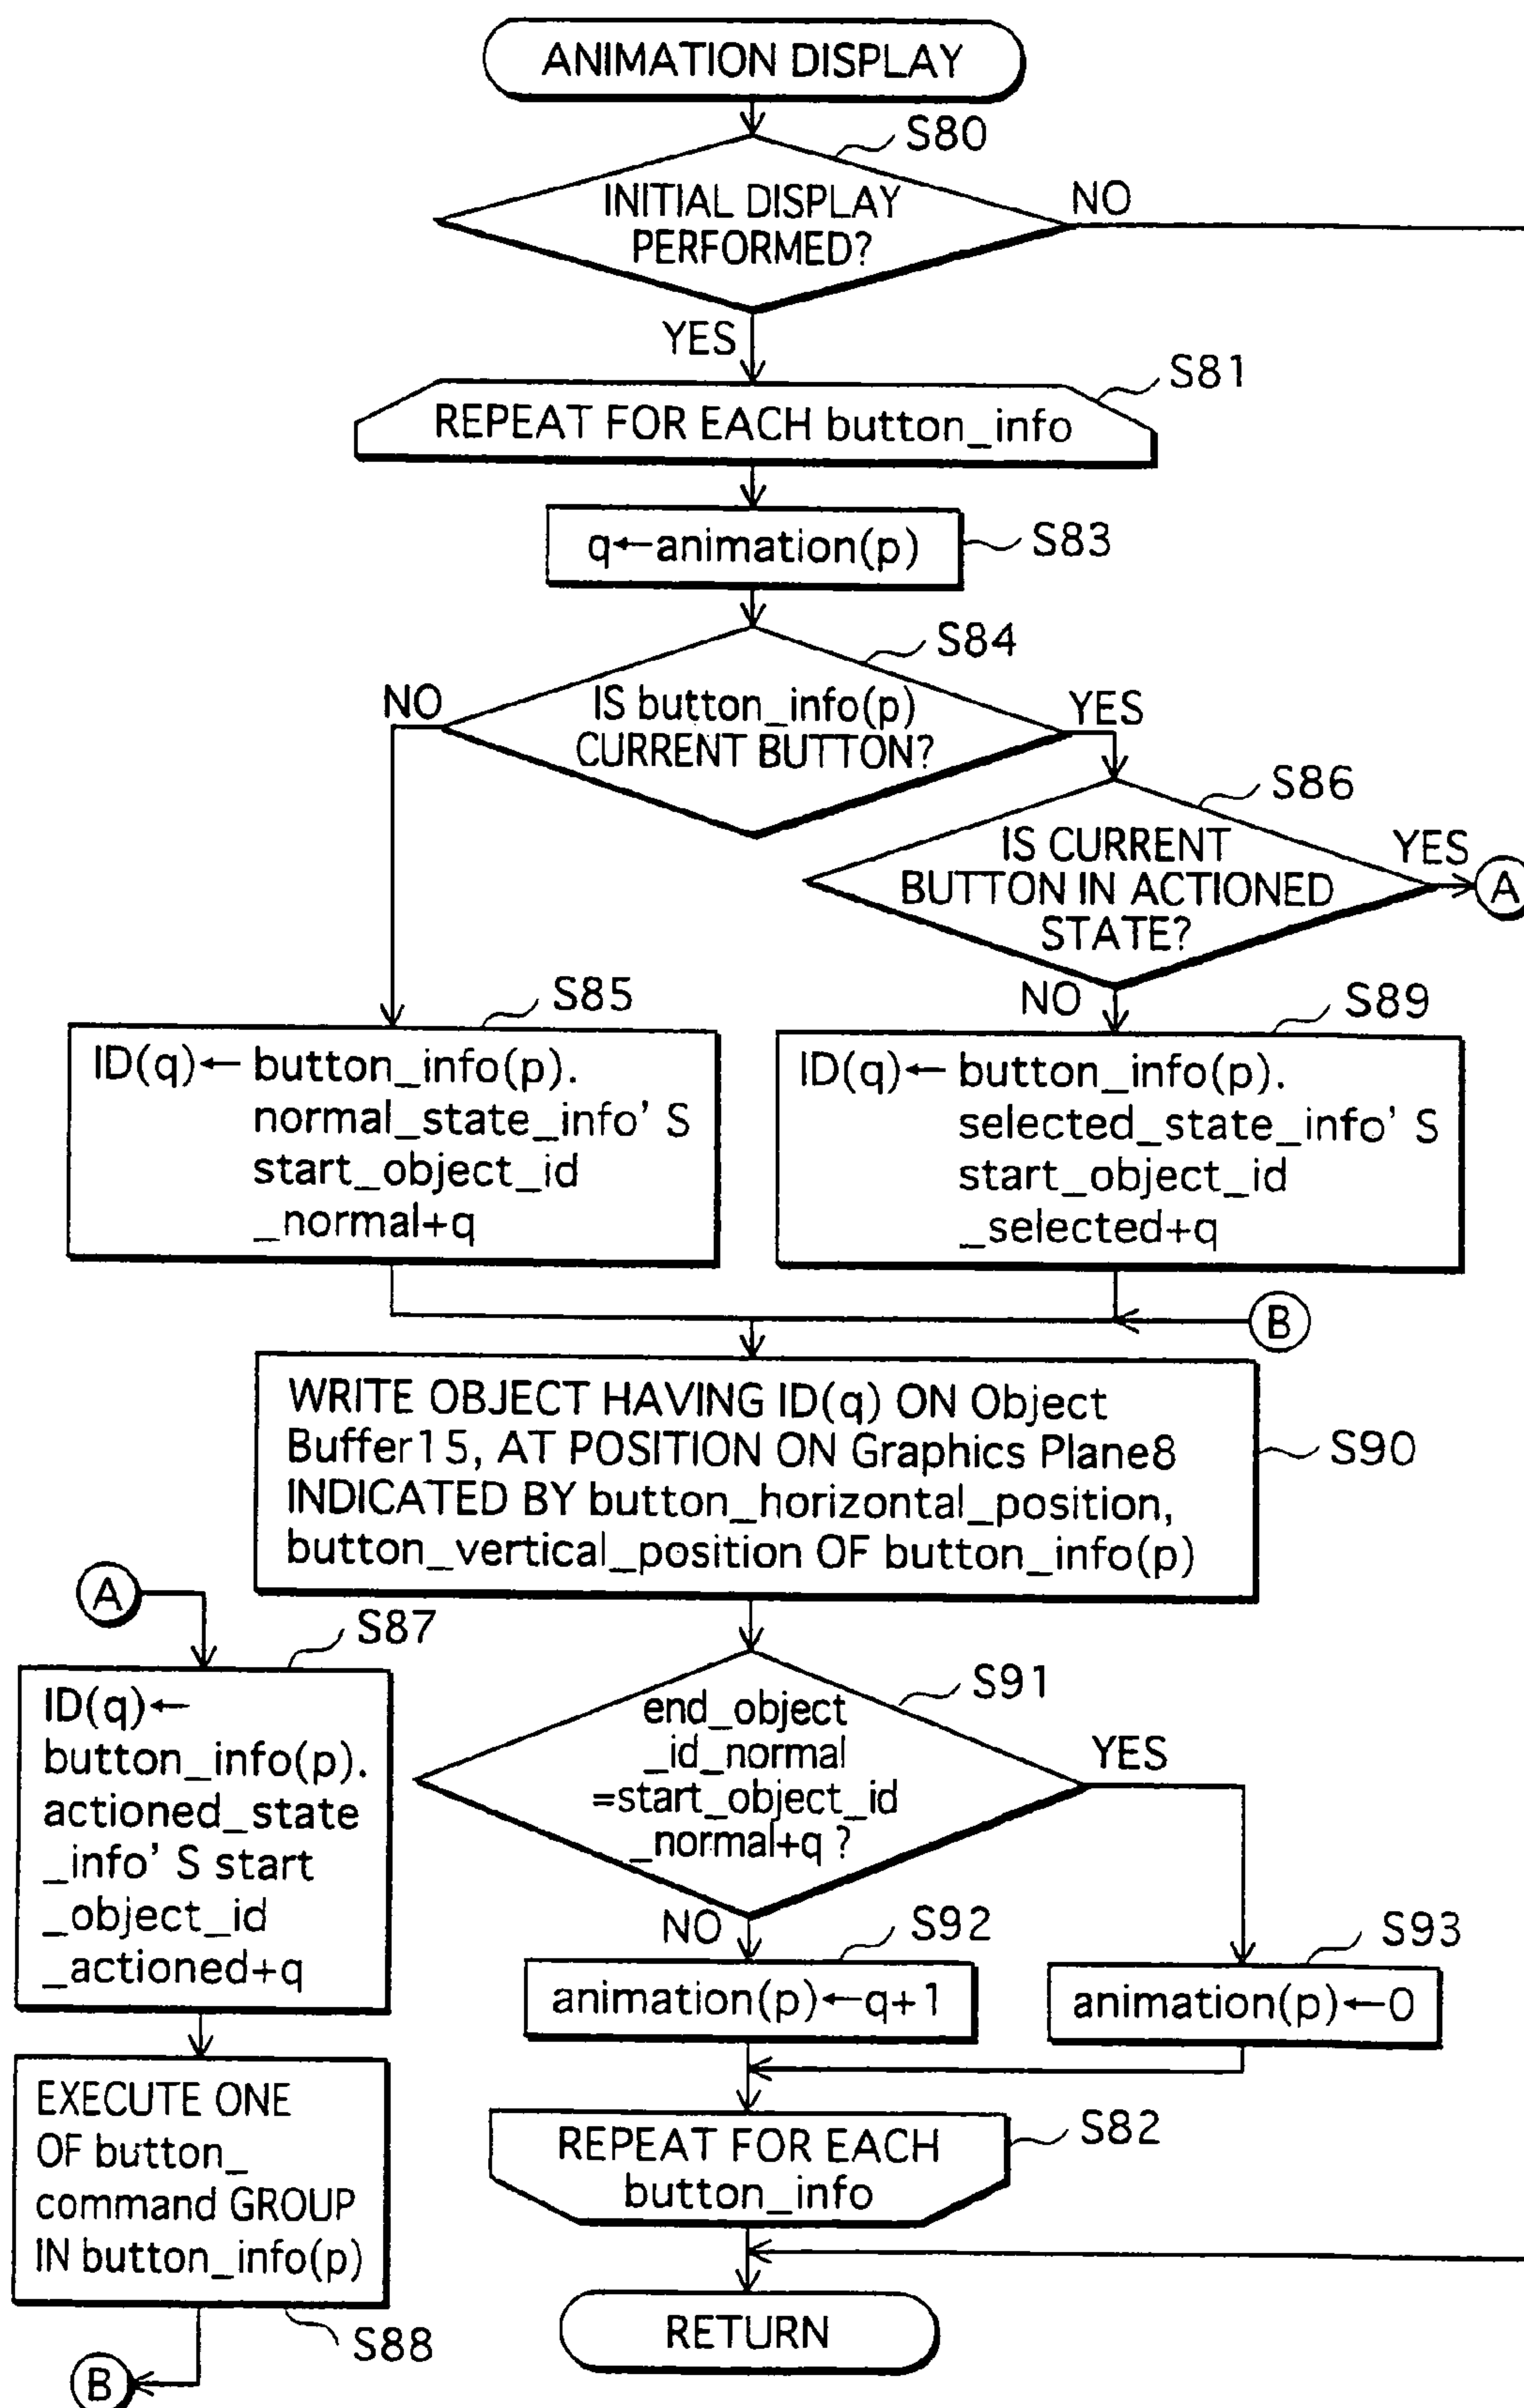 ANIMATION DISPLAY
S80
INITIAL DISPLAY
PERFORMED?
NO
YES
S81
REPEAT FOR EACH button_info
q←animation(p)
S83
S84
IS button_info(p)
CURRENT BUTTON?
NO
YES
S86
IS CURRENT
BUTTON IN ACTIONED
STATE?
YES
A
NO
S85
ID(q)← button_info(p).
normal_state_info' S
start_object_id
_normal+q
S89
ID(q)← button_info(p).
selected_state_info' S
start_object_id
_selected+q
B
WRITE OBJECT HAVING ID(q) ON Object
Buffer15, AT POSITION ON Graphics Plane8
INDICATED BY button_horizontal_position,
button_vertical_position OF button_info(p)
S90
A
S87
ID(q)←
button_info(p).
actioned_state
_info' S start
_object_id
_actioned+q
EXECUTE ONE
OF button_
command GROUP
IN button_info(p)
S88
B
S91
end_object
_id_normal
=start_object_id
_normal+q ?
YES
NO
S92
animation(p)←q+1
S93
animation(p)←0
REPEAT FOR EACH
button_info
S82
RETURN